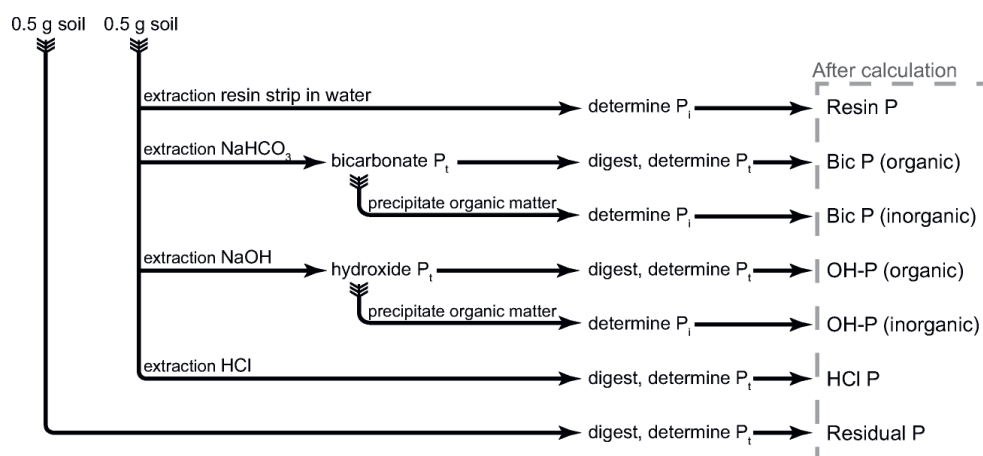 0.5 g soil 0.5 g soil
After calculation
extraction resin strip in water determine Pi Resin P
extraction NaHCO3 bicarbonate Pt digest, determine Pt Bic P (organic)
precipitate organic matter determine Pi Bic P (inorganic)
extraction NaOH hydroxide Pt digest, determine Pt OH-P (organic)
precipitate organic matter determine Pi OH-P (inorganic)
extraction HCl digest, determine Pt HCl P
digest, determine Pt Residual P